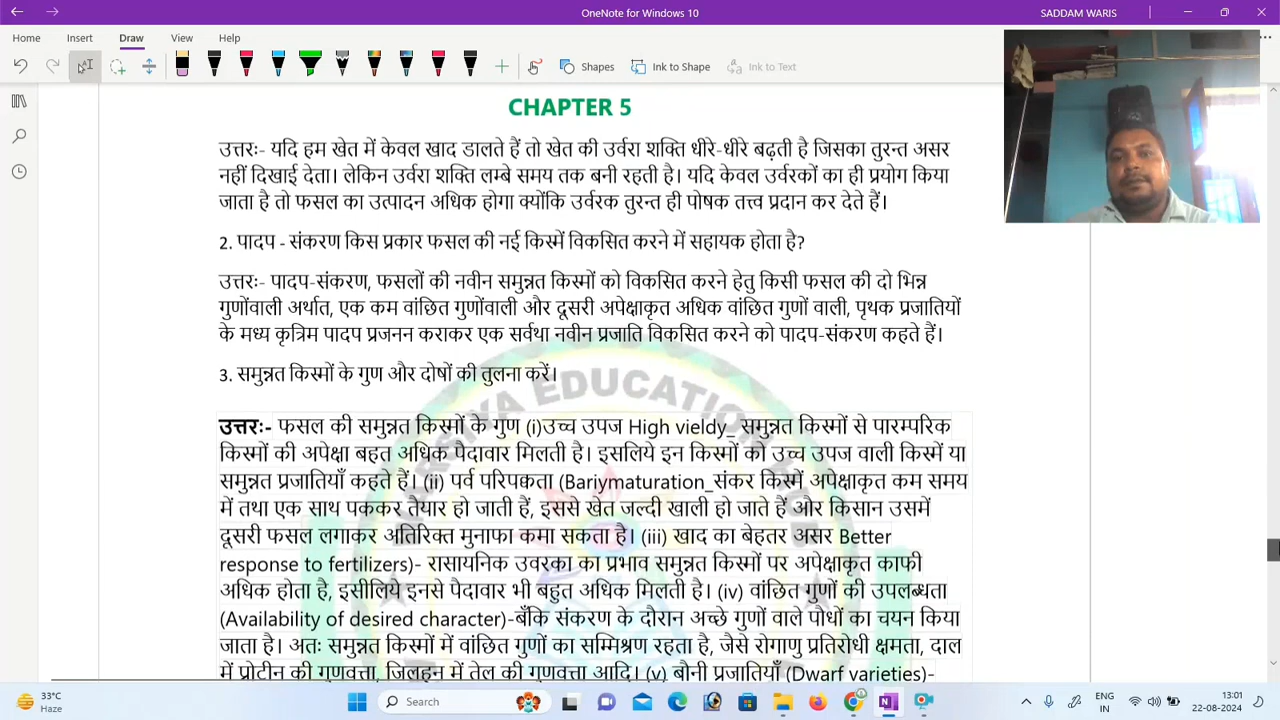 OneNote for Windows 10
SADDAM WARIS
Home Insert Draw View Help
Shapes Ink to Shape Ink to Text
CHAPTER 5
उत्तरः- यदि हम खेत में केवल खाद डालते हैं तो खेत की उर्वरा शक्ति धीरे-धीरे बढ़ती है जिसका तुरन्त असर
नहीं दिखाई देता। लेकिन उर्वरा शक्ति लम्बे समय तक बनी रहती है। यदि केवल उर्वरकों का ही प्रयोग किया
जाता है तो फसल का उत्पादन अधिक होगा क्योंकि उर्वरक तुरन्त ही पोषक तत्त्व प्रदान कर देते हैं।
2. पादप - संकरण किस प्रकार फसल की नई किस्में विकसित करने में सहायक होता है?
उत्तरः- पादप-संकरण, फसलों की नवीन समुन्नत किस्मों को विकसित करने हेतु किसी फसल की दो भिन्न
गुणोंवाली अर्थात, एक कम वांछित गुणोंवाली और दूसरी अपेक्षाकृत अधिक वांछित गुणों वाली, पृथक प्रजातियों
के मध्य कृत्रिम पादप प्रजनन कराकर एक सर्वथा नवीन प्रजाति विकसित करने को पादप-संकरण कहते हैं।
3. समुन्नत किस्मों के गुण और दोषों की तुलना करें।
उत्तरः- फसल की समुन्नत किस्मों के गुण (i)उच्च उपज High vieldy_ समुन्नत किस्मों से पारम्परिक
किस्मों की अपेक्षा बहत अधिक पैदावार मिलती है। इसलिये इन किस्मों को उच्च उपज वाली किस्में या
समुन्नत प्रजातियाँ कहते हैं। (ii) पर्व परिपक्वता (Bariymaturation_संकर किस्में अपेक्षाकृत कम समय
में तथा एक साथ पककर तैयार हो जाती हैं, इससे खेत जल्दी खाली हो जाते हैं और किसान उसमें
दूसरी फसल लगाकर अतिरिक्त मुनाफा कमा सकता है। (iii) खाद का बेहतर असर Better
response to fertilizers)- रासायनिक उवरका का प्रभाव समुन्नत किस्मों पर अपेक्षाकृत काफी
अधिक होता है, इसीलिये इनसे पैदावार भी बहुत अधिक मिलती है। (iv) वांछित गुणों की उपलब्धता
(Availability of desired character)-बँकि संकरण के दौरान अच्छे गुणों वाले पौधों का चयन किया
जाता है। अतः समुन्नत किस्मों में वांछित गुणों का सम्मिश्रण रहता है, जैसे रोगाणु प्रतिरोधी क्षमता, दाल
में प्रोटीन की गुणवत्ता, जिलहन में तेल की गुणवत्ता आदि। (v) बौनी प्रजातियाँ (Dwarf varieties)-
33°C
Haze
Search
ENG
IN
13:01
22-08-2024